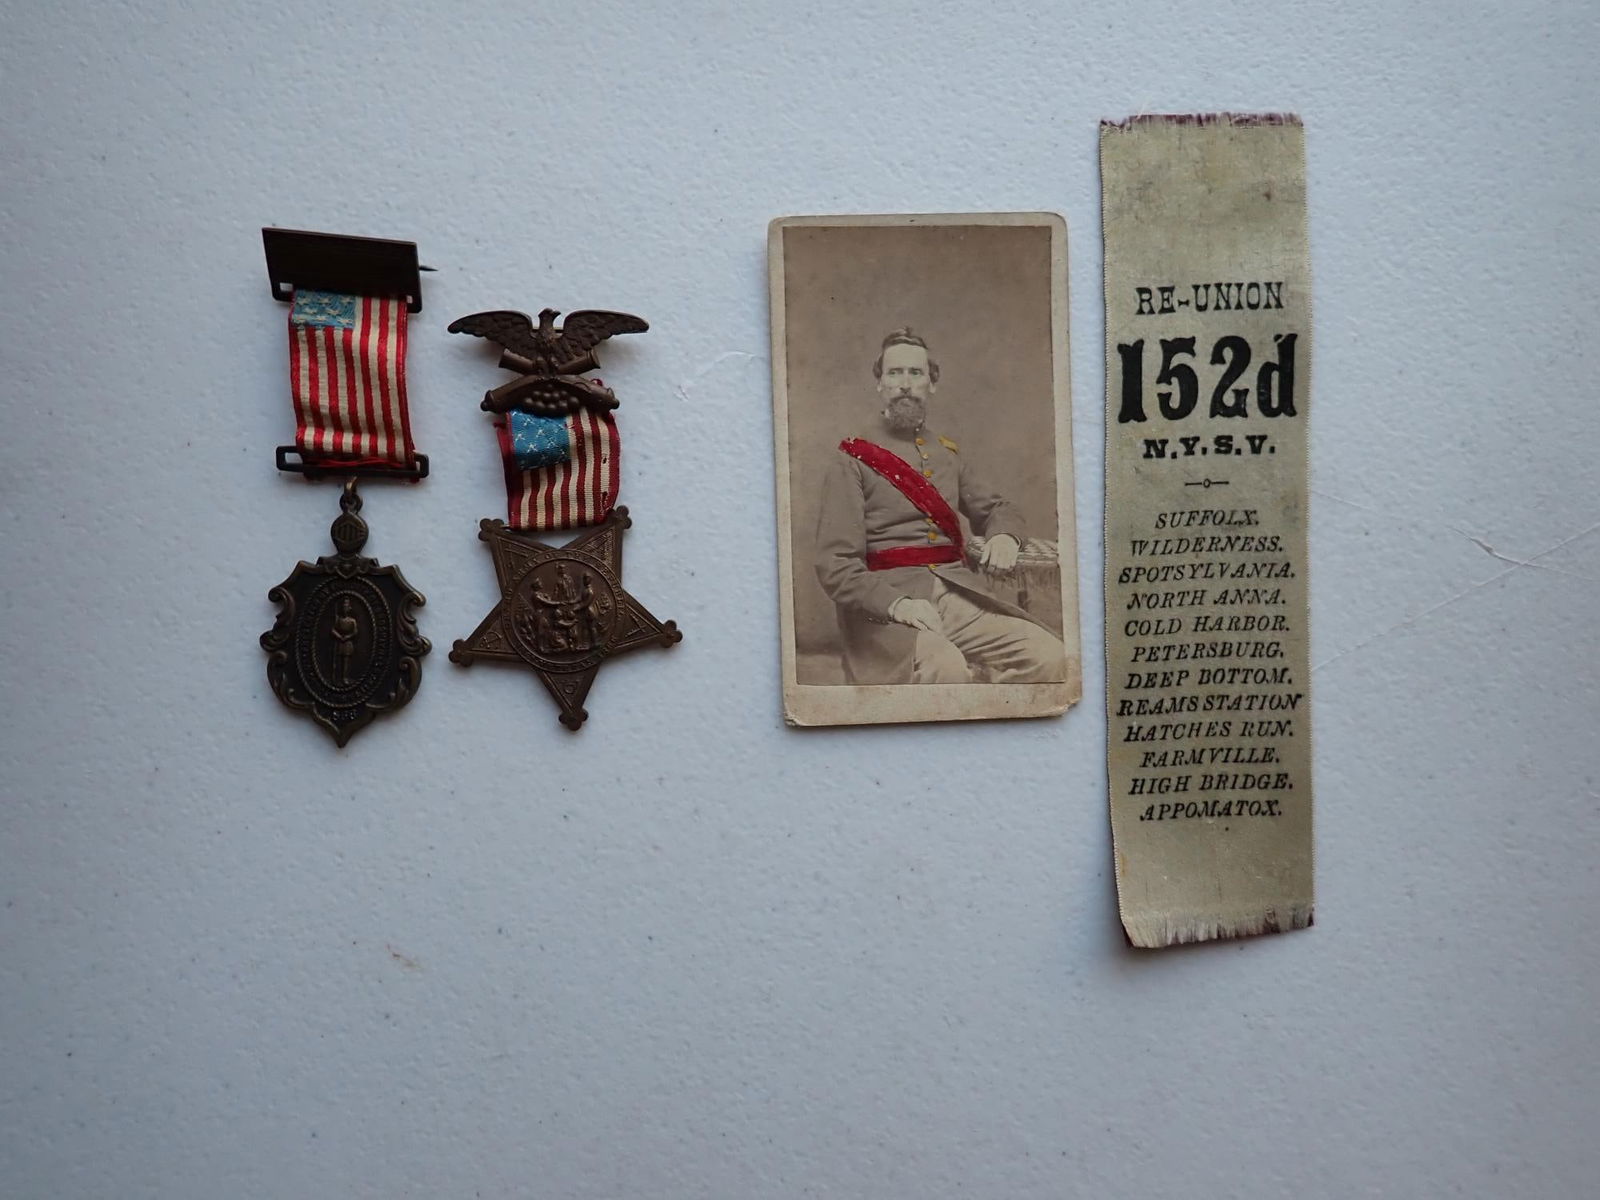 RE-UNION
152d
N.Y.S.V.
SUFFOLX.
WILDERNESS.
SPOTSYLVANIA.
NORTH ANNA.
COLD HARBOR.
PETERSBURG.
DEEP BOTTOM.
REAMS STATION
HATCHES RUN.
FARMVILLE.
HIGH BRIDGE.
APPOMATOX.